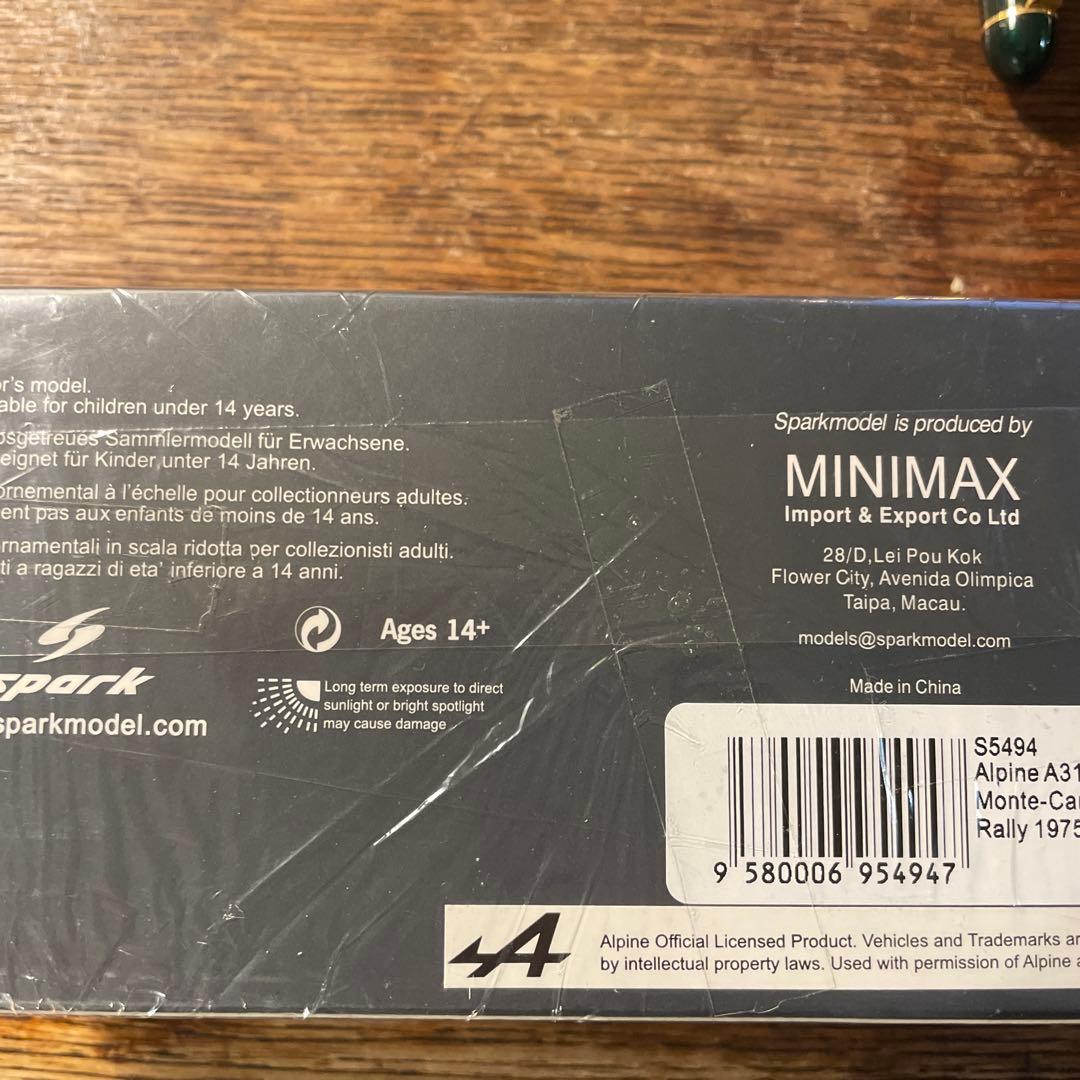 or's model.
able for children under 14 years.
osgetreues Sammlermodell für Erwachsene.
eignet für Kinder unter 14 Jahren.
ornemental à l'échelle pour collectionneurs adultes.
ent pas aux enfants de moins de 14 ans.
rnamentali in scala ridotta per collezionisti adulti.
ti a ragazzi di eta' inferiore a 14 anni.
spark
sparkmodel.com
Ages 14+
Long term exposure to direct
sunlight or bright spotlight
may cause damage
Sparkmodel is produced by
MINIMAX
Import & Export Co Ltd
28/D,Lei Pou Kok
Flower City, Avenida Olimpica
Taipa, Macau.
models@sparkmodel.com
Made in China
S5494
Alpine A31
Monte-Ca
Rally 1975
9 580006 954947
Alpine Official Licensed Product. Vehicles and Trademarks ar
by intellectual property laws. Used with permission of Alpine a